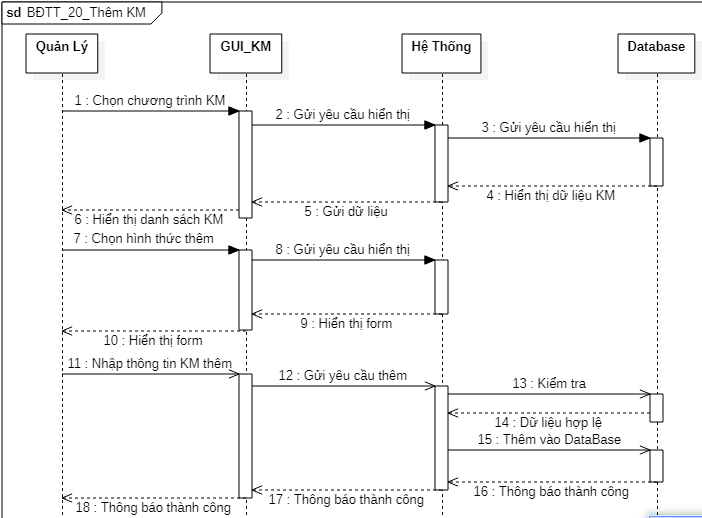 sd BĐTT_20_Thêm KM
Quản Lý
GUI_KM
Hệ Thống
Database
1 : Chọn chương trình KM
2 : Gửi yêu cầu hiển thị
3 : Gửi yêu cầu hiển thị
4 : Hiển thị dữ liệu KM
5 : Gửi dữ liệu
6 : Hiển thị danh sách KM
7 : Chọn hình thức thêm
8 : Gửi yêu cầu hiển thị
9 : Hiển thị form
10 : Hiển thị form
11 : Nhập thông tin KM thêm
12 : Gửi yêu cầu thêm
13 : Kiểm tra
14 : Dữ liệu hợp lệ
15 : Thêm vào DataBase
16 : Thông báo thành công
17 : Thông báo thành công
18 : Thông báo thành công